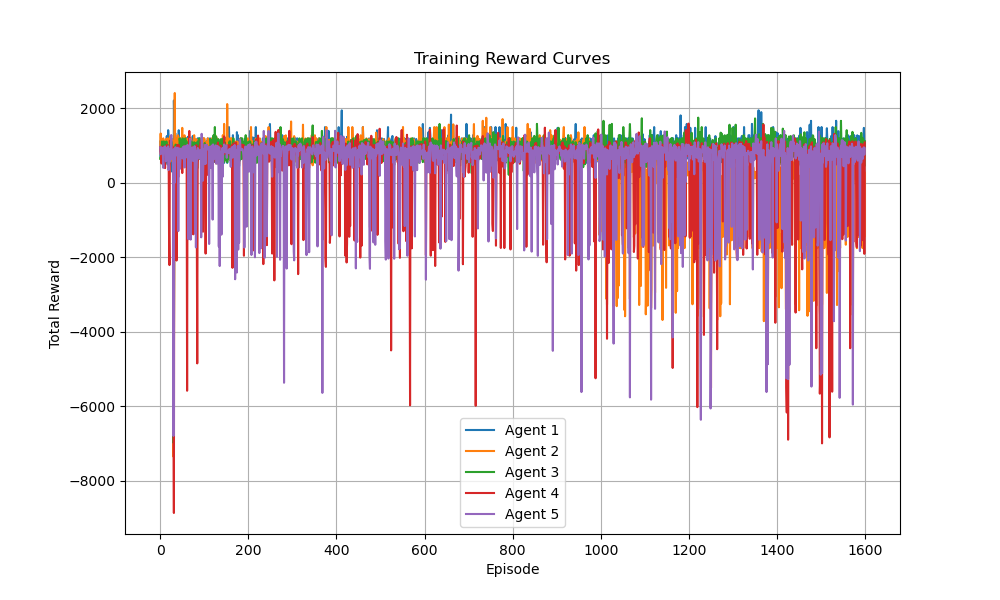 Training Reward Curves
Total Reward
2000
0
−2000
−4000
−6000
−8000
Agent 1
Agent 2
Agent 3
Agent 4
Agent 5
0 200 400 600 800 1000 1200 1400 1600
Episode